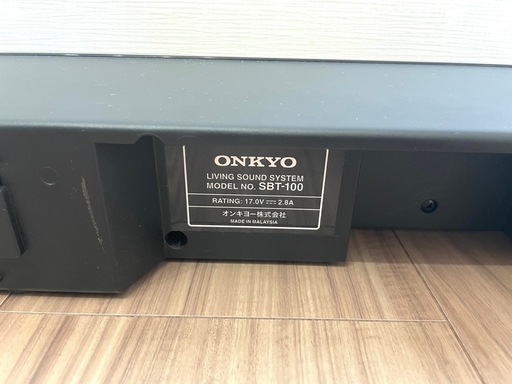 ONKYO
LIVING SOUND SYSTEM
MODEL NO. SBT-100
RATING: 17.0V ⎓ 2.8A
オンキヨー株式会社
MADE IN MALAYSIA